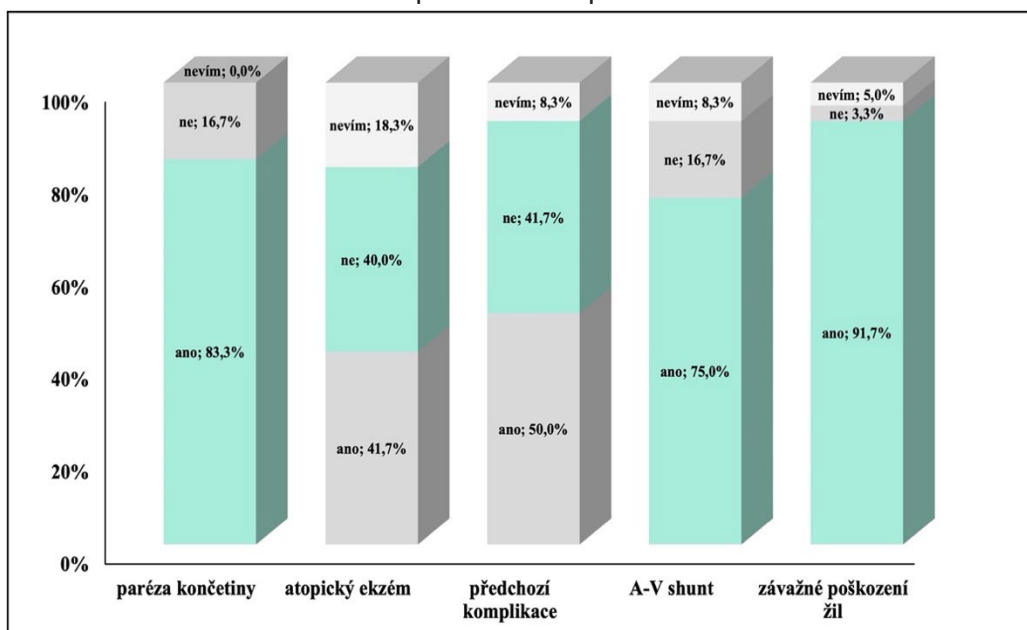 nevím; 0,0%
nevím; 18,3%
nevím; 8,3%
nevím; 8,3%
nevím; 5,0%
100%
ne; 16,7%
ne; 3,3%
ne; 16,7%
80%
ne; 41,7%
ne; 40,0%
60%
ano; 83,3%
ano; 91,7%
ano; 75,0%
40%
ano; 50,0%
ano; 41,7%
20%
0%
paréza končetiny
atopický ekzém
předchozí
komplikace
A-V shunt
závažné poškození
žil